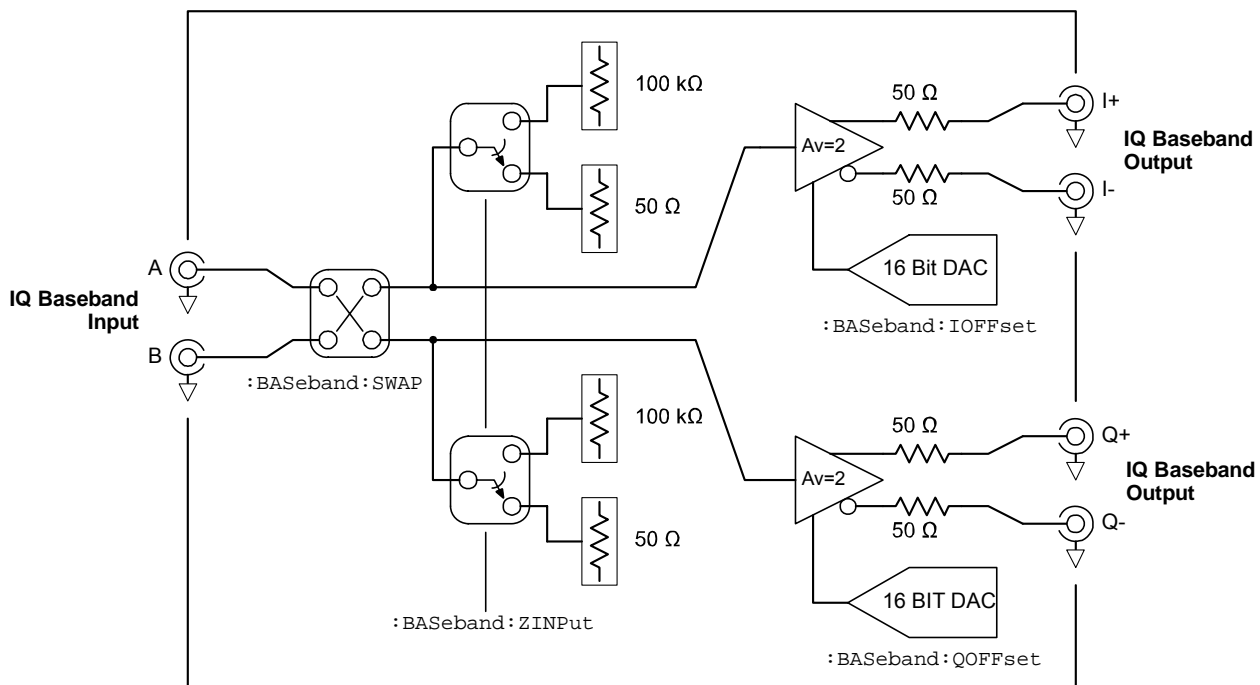 100 kΩ
50 Ω
50 Ω
I+
IQ Baseband
Output
Av=2
50 Ω
I-
16 Bit DAC
:BASeband:IOFFset
A
IQ Baseband
Input
B
:BASeband:SWAP
100 kΩ
50 Ω
:BASeband:ZINPut
50 Ω
Q+
IQ Baseband
Output
Av=2
50 Ω
Q-
16 BIT DAC
:BASeband:QOFFset